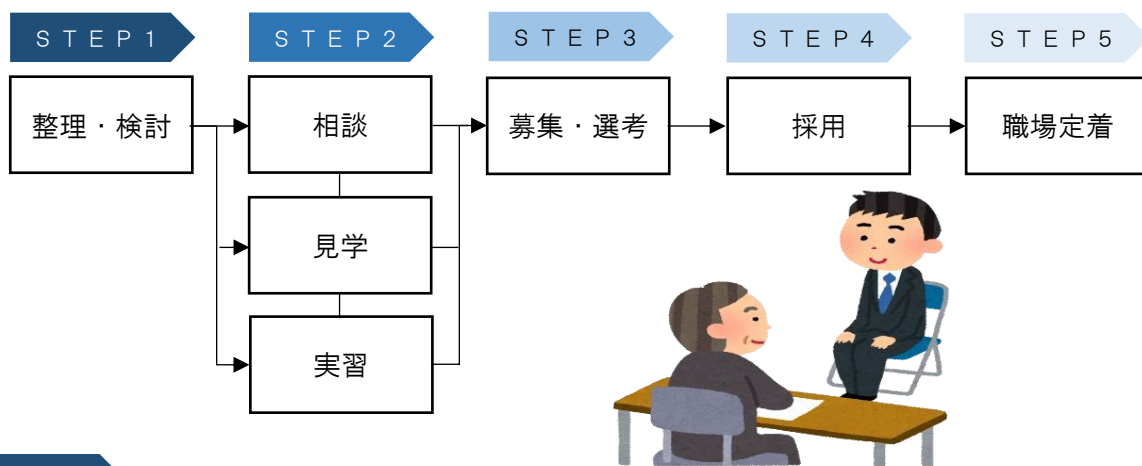 ＳＴＥＰ１
ＳＴＥＰ２
ＳＴＥＰ３
ＳＴＥＰ４
ＳＴＥＰ５
整理・検討
相談
募集・選考
採用
職場定着
見学
実習